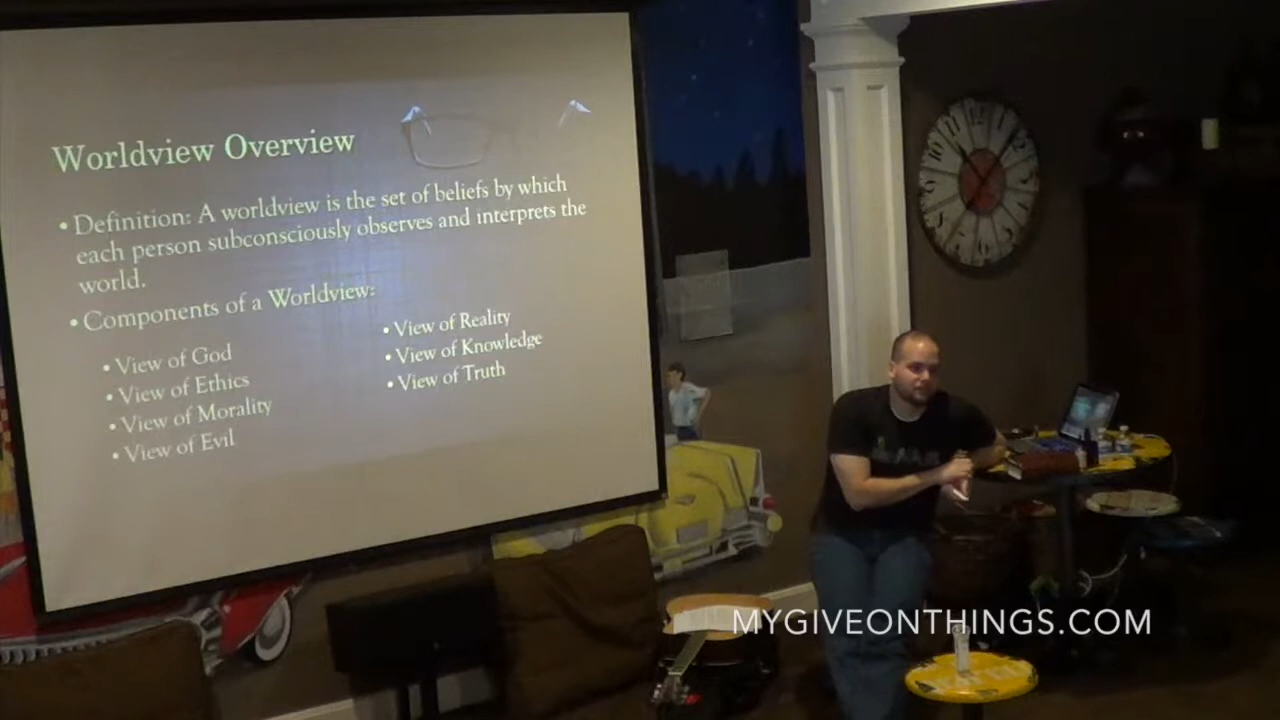 Worldview Overview
• Definition: A worldview is the set of beliefs by which
each person subconsciously observes and interprets the
world.
• Components of a Worldview:
• View of God
• View of Ethics
• View of Morality
• View of Evil
• View of Reality
• View of Knowledge
• View of Truth
MYGIVEONTHINGS.COM